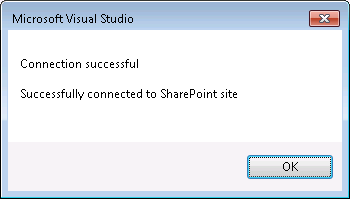 Microsoft Visual Studio
Connection successful
Successfully connected to SharePoint site
OK